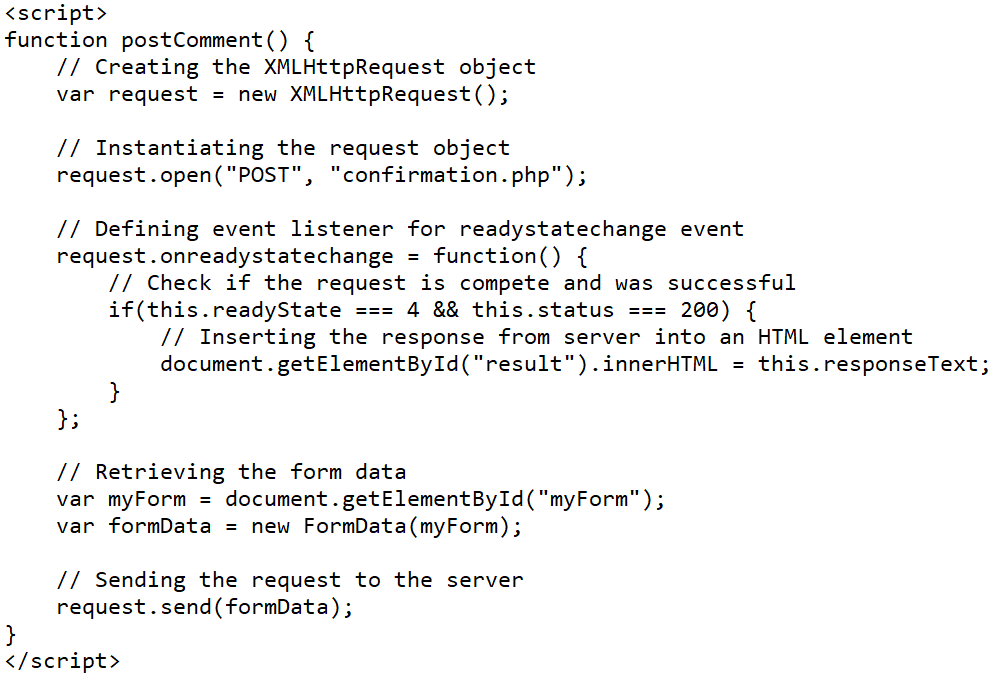 <script>
function postComment() {
    // Creating the XMLHttpRequest object
    var request = new XMLHttpRequest();

    // Instantiating the request object
    request.open("POST", "confirmation.php");

    // Defining event listener for readystatechange event
    request.onreadystatechange = function() {
        // Check if the request is compete and was successful
        if(this.readyState === 4 && this.status === 200) {
            // Inserting the response from server into an HTML element
            document.getElementById("result").innerHTML = this.responseText;
        }
    };

    // Retrieving the form data
    var myForm = document.getElementById("myForm");
    var formData = new FormData(myForm);

    // Sending the request to the server
    request.send(formData);
}
</script>